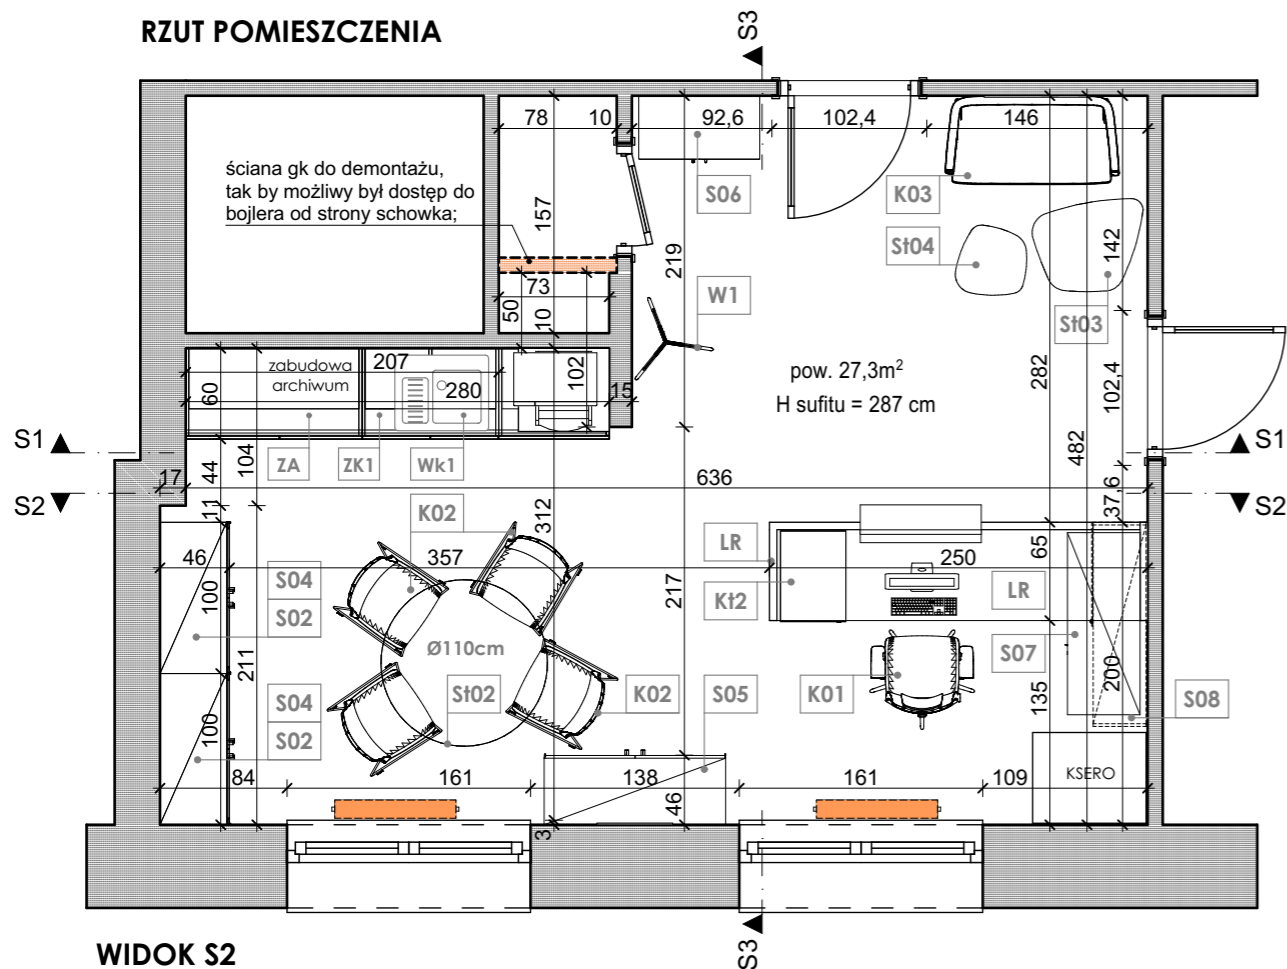 RZUT POMIESZCZENIA
S3
78
10
92,6
102,4
146
ściana gk do demontażu,
tak by możliwy był dostęp do
bojlera od strony schowka;
S06
K03
157
219
St04
142
73
50
10
W1
St03
zabudowa
archiwum
207
280
102
15
60
pow. 27,3m²
H sufitu = 287 cm
282
102,4
S1
S1
ZA
ZK1
Wk1
44
104
482
17
636
37,6
S2
S2
11
K02
312
LR
65
46
357
250
S04
S02
100
Kt2
LR
217
Ø110cm
S07
211
St02
K02
S05
K01
135
200
S08
S04
S02
100
84
161
138
161
109
KSERO
46
3
S3
WIDOK S2